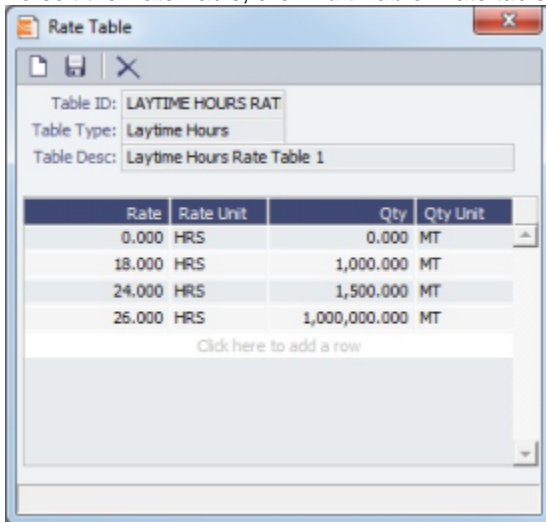 Rate Table
Table ID: LAYTIME HOURS RAT
Table Type: Laytime Hours
Table Desc: Laytime Hours Rate Table 1
Rate Rate Unit Qty Qty Unit
0.000 HRS 0.000 MT
18.000 HRS 1,000.000 MT
24.000 HRS 1,500.000 MT
26.000 HRS 1,000,000.000 MT
Click here to add a row